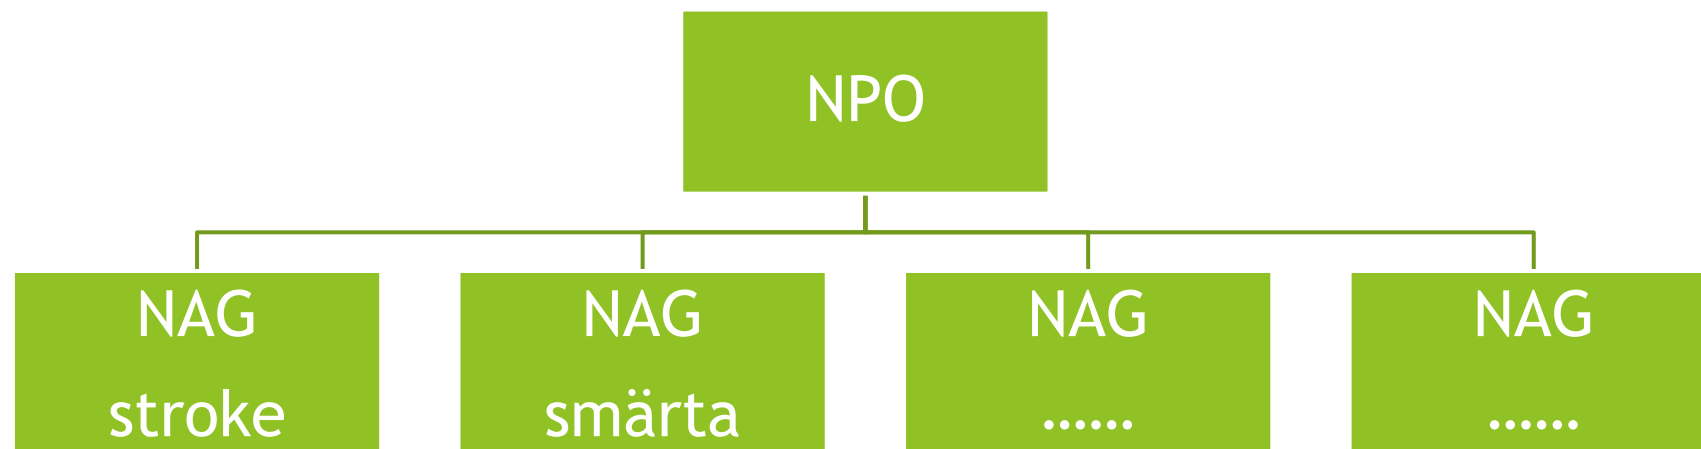 NPO
NAG
stroke
NAG
smärta
NAG
......
NAG
......